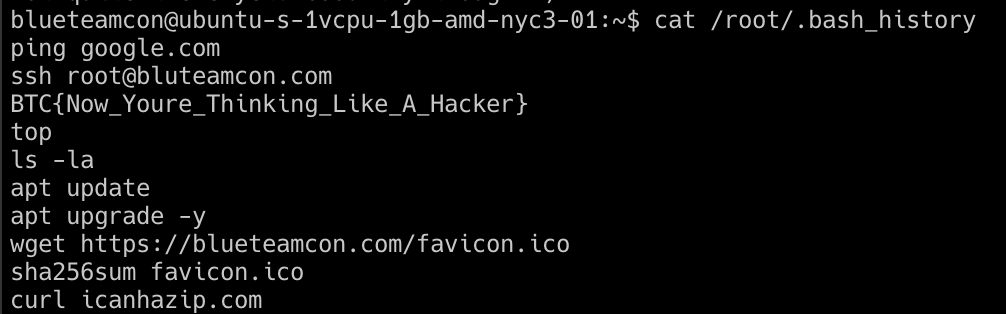 blueteamcon@ubuntu-s-1vcpu-1gb-amd-nyc3-01:~$ cat /root/.bash_history
ping google.com
ssh root@bluteamcon.com
BTC{Now_Youre_Thinking_Like_A_Hacker}
top
ls -la
apt update
apt upgrade -y
wget https://blueteamcon.com/favicon.ico
sha256sum favicon.ico
curl icanhazip.com